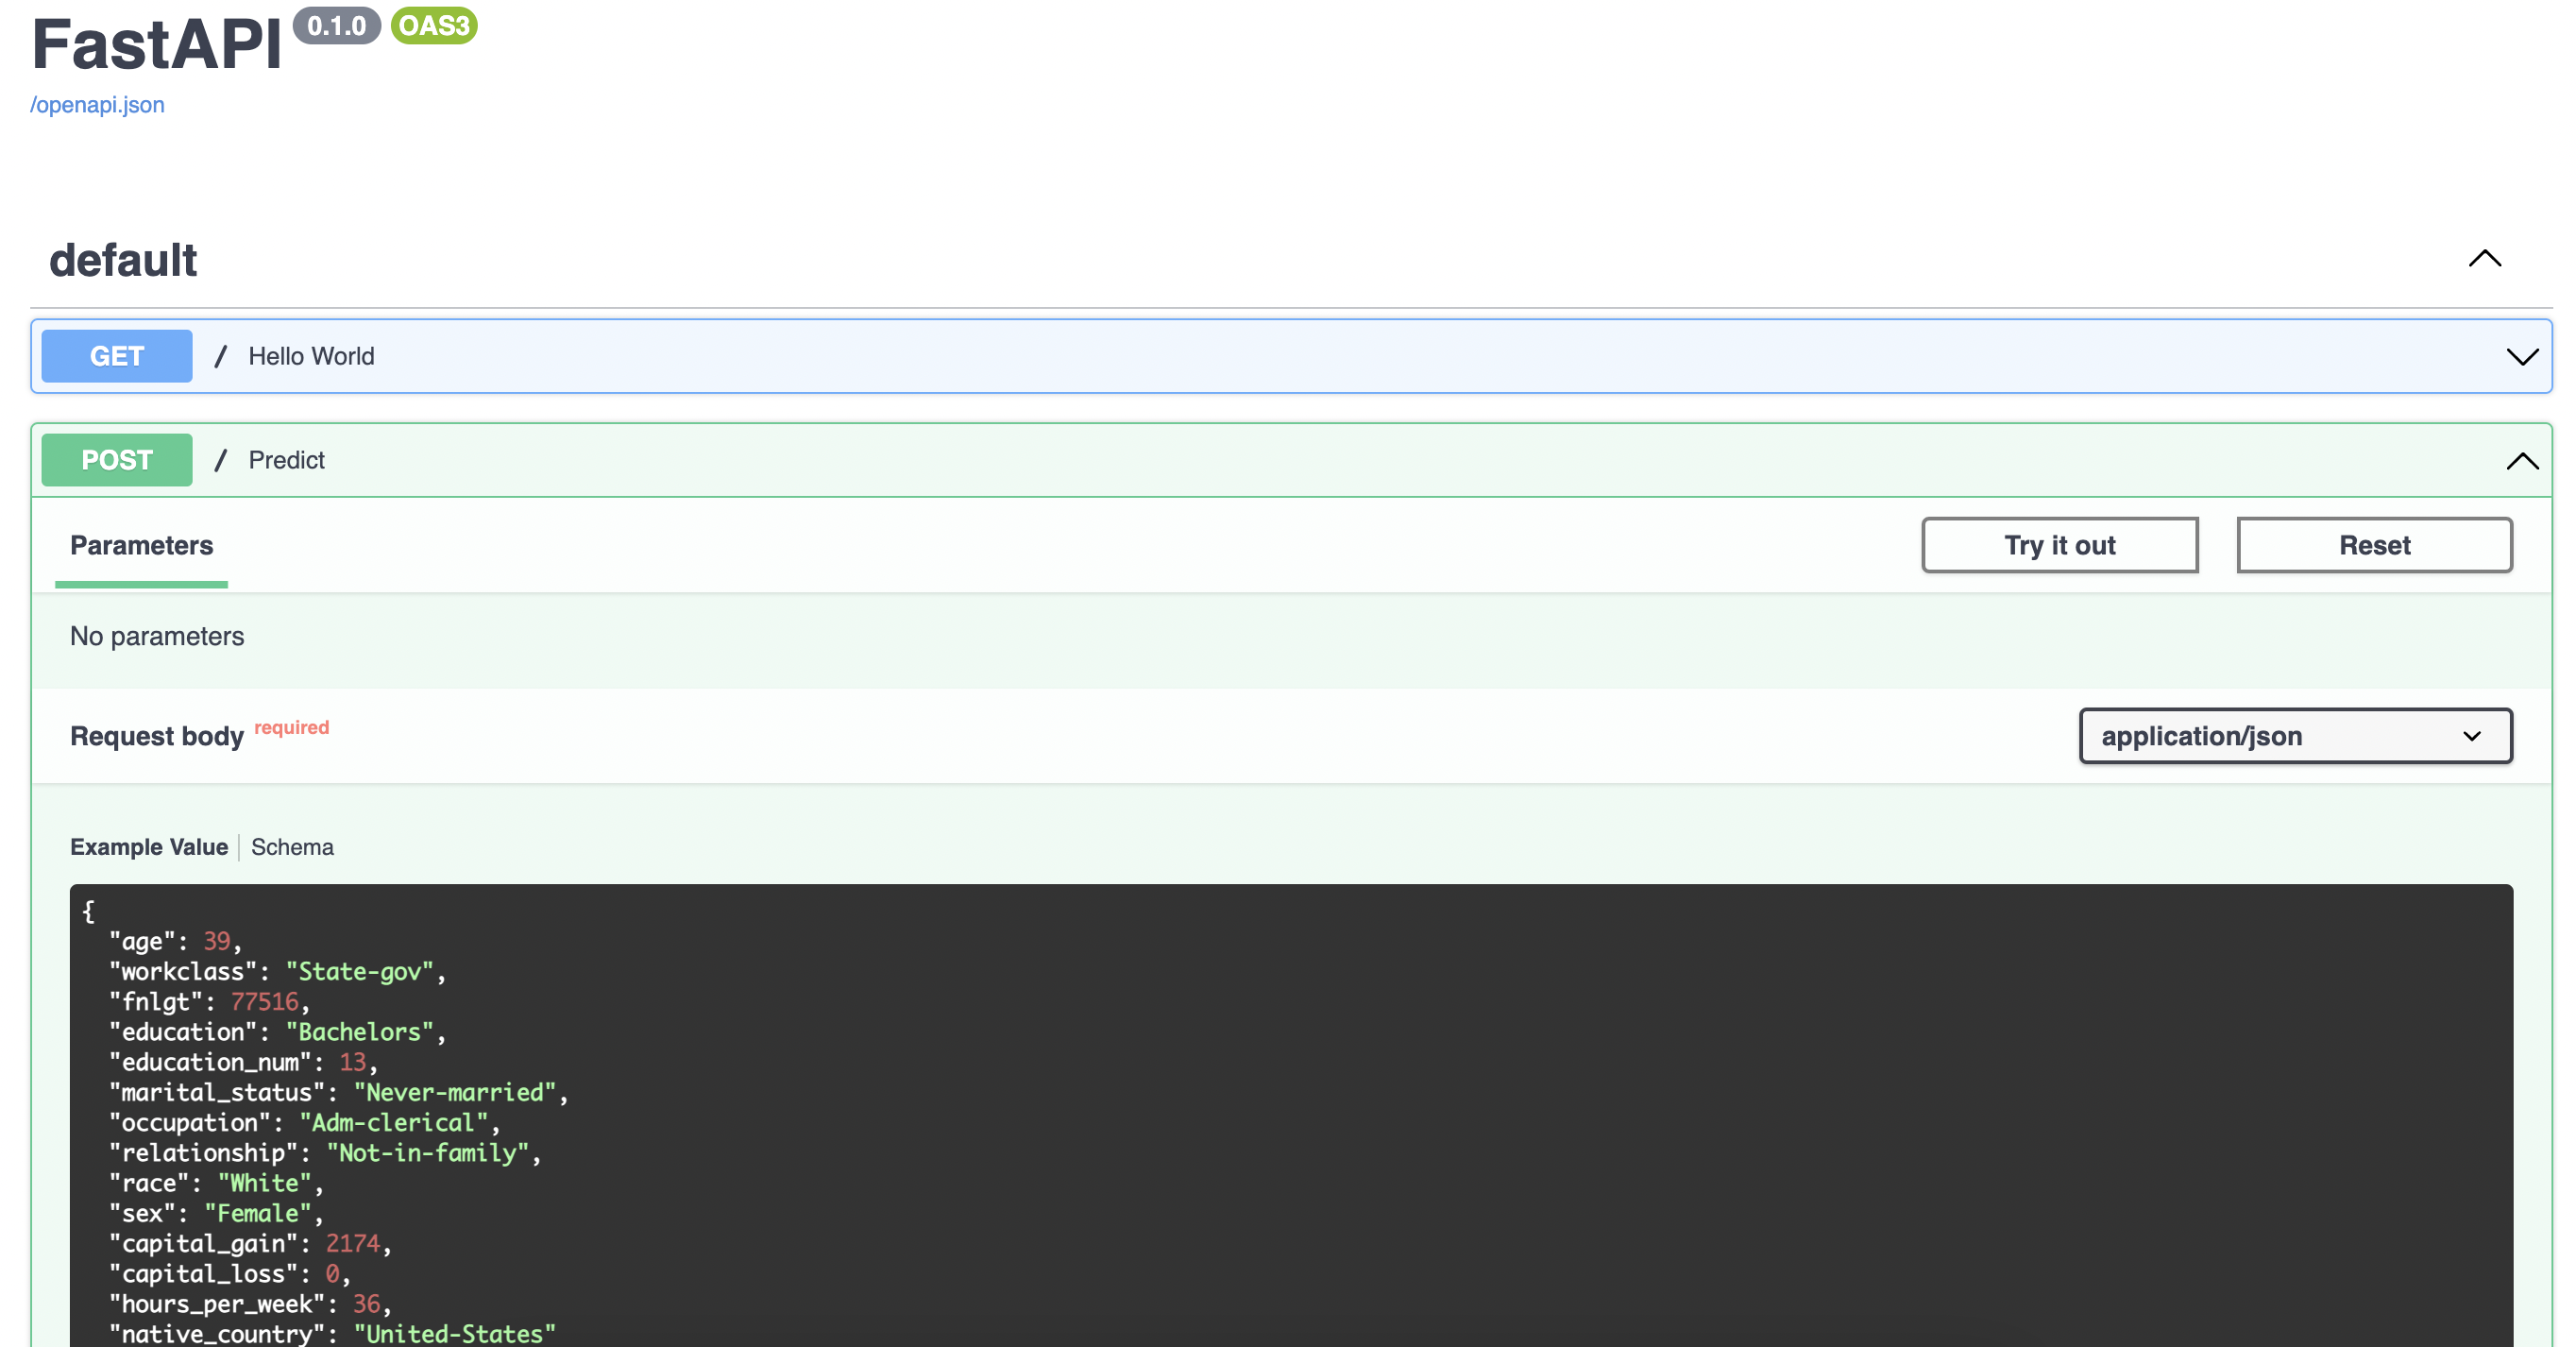 FastAPI 0.1.0 OAS3
/openapi.json
default
GET / Hello World
POST / Predict
Parameters Try it out Reset
No parameters
Request body required application/json
Example Value Schema
{
"age": 39,
"workclass": "State-gov",
"fnlgt": 77516,
"education": "Bachelors",
"education_num": 13,
"marital_status": "Never-married",
"occupation": "Adm-clerical",
"relationship": "Not-in-family",
"race": "White",
"sex": "Female",
"capital_gain": 2174,
"capital_loss": 0,
"hours_per_week": 36,
"native_country": "United-States"